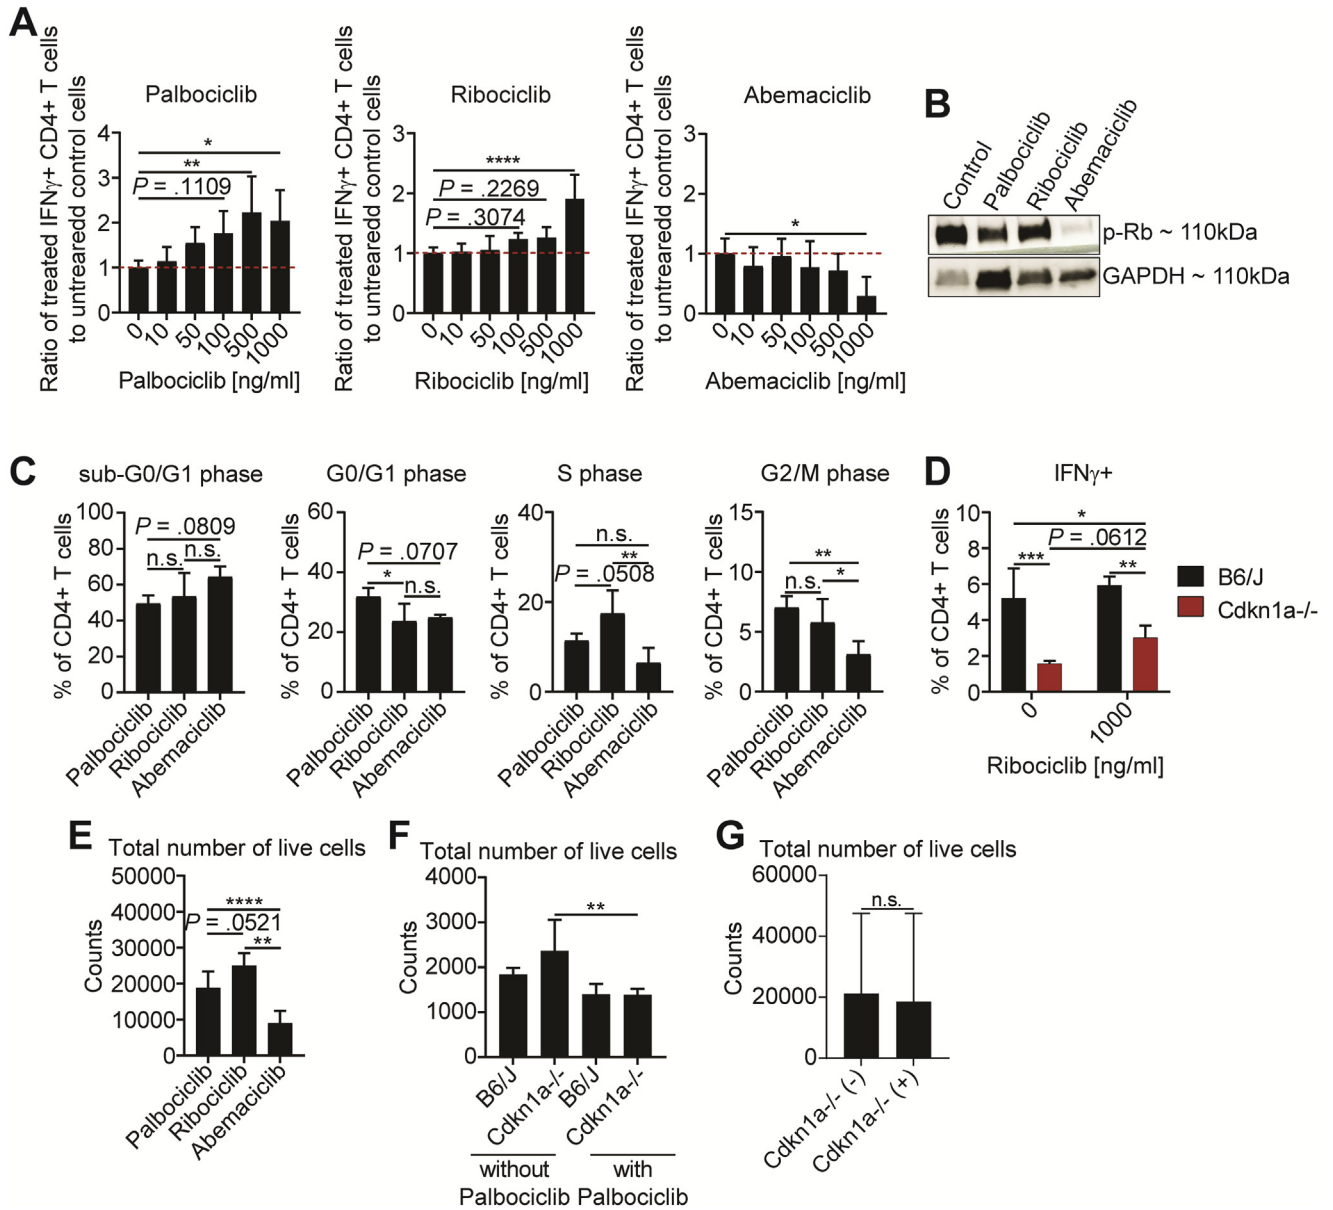 A
Ratio of treated IFNγ+ CD4+ T cells
to untrearedd control cells
Palbociclib
4
3
2
1
0
*
**
P = .1109
0
10
50
100
500
1000
Palbociclib [ng/ml]
Ratio of treated IFNγ+ CD4+ T cells
to untrearedd control cells
Ribociclib
3
2
1
0
****
P = .2269
P = .3074
0
10
50
100
500
1000
Ribociclib [ng/ml]
Ratio of treated IFNγ+ CD4+ T cells
to untrearedd control cells
Abemaciclib
3
2
1
0
*
0
10
50
100
500
1000
Abemaciclib [ng/ml]
B
Control
Palbociclib
Ribociclib
Abemaciclib
p-Rb ~ 110kDa
GAPDH ~ 110kDa
C
sub-G0/G1 phase
% of CD4+ T cells
100
80
60
40
20
0
P = .0809
n.s.
n.s.
Palbociclib
Ribociclib
Abemaciclib
G0/G1 phase
% of CD4+ T cells
60
40
20
0
P = .0707
*
n.s.
Palbociclib
Ribociclib
Abemaciclib
S phase
% of CD4+ T cells
40
20
0
n.s.
**
P = .0508
Palbociclib
Ribociclib
Abemaciclib
G2/M phase
% of CD4+ T cells
15
10
5
0
**
n.s.
*
Palbociclib
Ribociclib
Abemaciclib
D
IFNγ+
% of CD4+ T cells
10
8
6
4
2
0
*
P = .0612
***
**
0
1000
Ribociclib [ng/ml]
B6/J
Cdkn1a-/-
E
Total number of live cells
Counts
50000
40000
30000
20000
10000
0
****
P = .0521
**
Palbociclib
Ribociclib
Abemaciclib
F
Total number of live cells
Counts
4000
3000
2000
1000
0
**
B6/J
Cdkn1a-/-
B6/J
Cdkn1a-/-
without
Palbociclib
with
Palbociclib
G
Total number of live cells
Counts
60000
40000
20000
0
n.s.
Cdkn1a-/- (-)
Cdkn1a-/- (+)